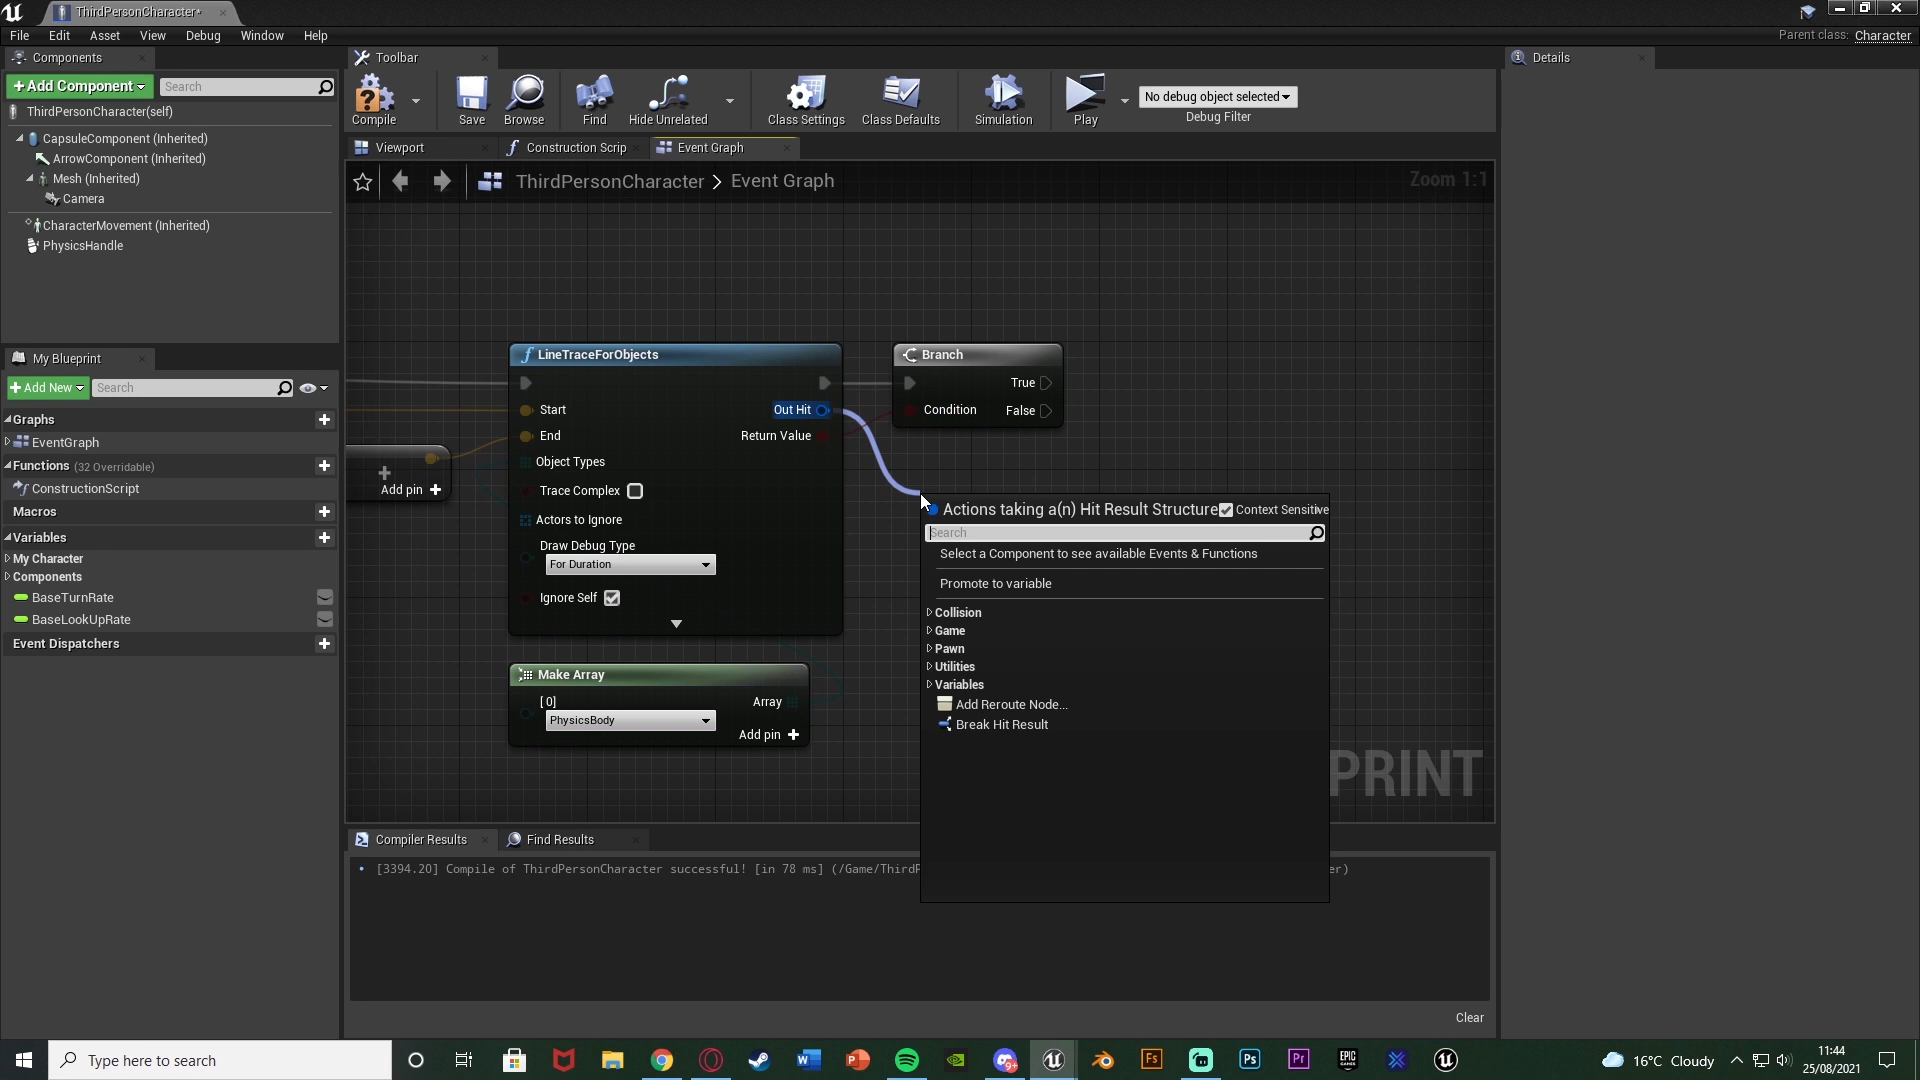 ThirdPersonCharacter*
File Edit Asset View Debug Window Help
Parent class: Character
Components
+ Add Component Search
ThirdPersonCharacter(self)
CapsuleComponent (Inherited)
ArrowComponent (Inherited)
Mesh (Inherited)
Camera
CharacterMovement (Inherited)
PhysicsHandle
My Blueprint
+ Add New Search
Graphs
EventGraph
Functions (32 Overridable)
ConstructionScript
Macros
Variables
My Character
Components
BaseTurnRate
BaseLookUpRate
Event Dispatchers
Toolbar
Compile Save Browse Find Hide Unrelated Class Settings Class Defaults Simulation Play
No debug object selected
Debug Filter
Viewport Construction Scrip Event Graph
ThirdPersonCharacter > Event Graph
Zoom 1:1
LineTraceForObjects
Start Out Hit
End Return Value
Object Types
Trace Complex
Actors to Ignore
Draw Debug Type
For Duration
Ignore Self
Add pin +
Branch
True
Condition False
Make Array
[ 0] Array
PhysicsBody
Add pin +
Actions taking a(n) Hit Result Structure Context Sensitive
Search
Select a Component to see available Events & Functions
Promote to variable
Collision
Game
Pawn
Utilities
Variables
Add Reroute Node...
Break Hit Result
PRINT
Compiler Results Find Results
[3394.20] Compile of ThirdPersonCharacter successful! [in 78 ms] (/Game/ThirdP er)
Clear
Details
Type here to search
9+
W P Fs Ps Pr EPIC GAMES
16°C Cloudy
11:44
25/08/2021